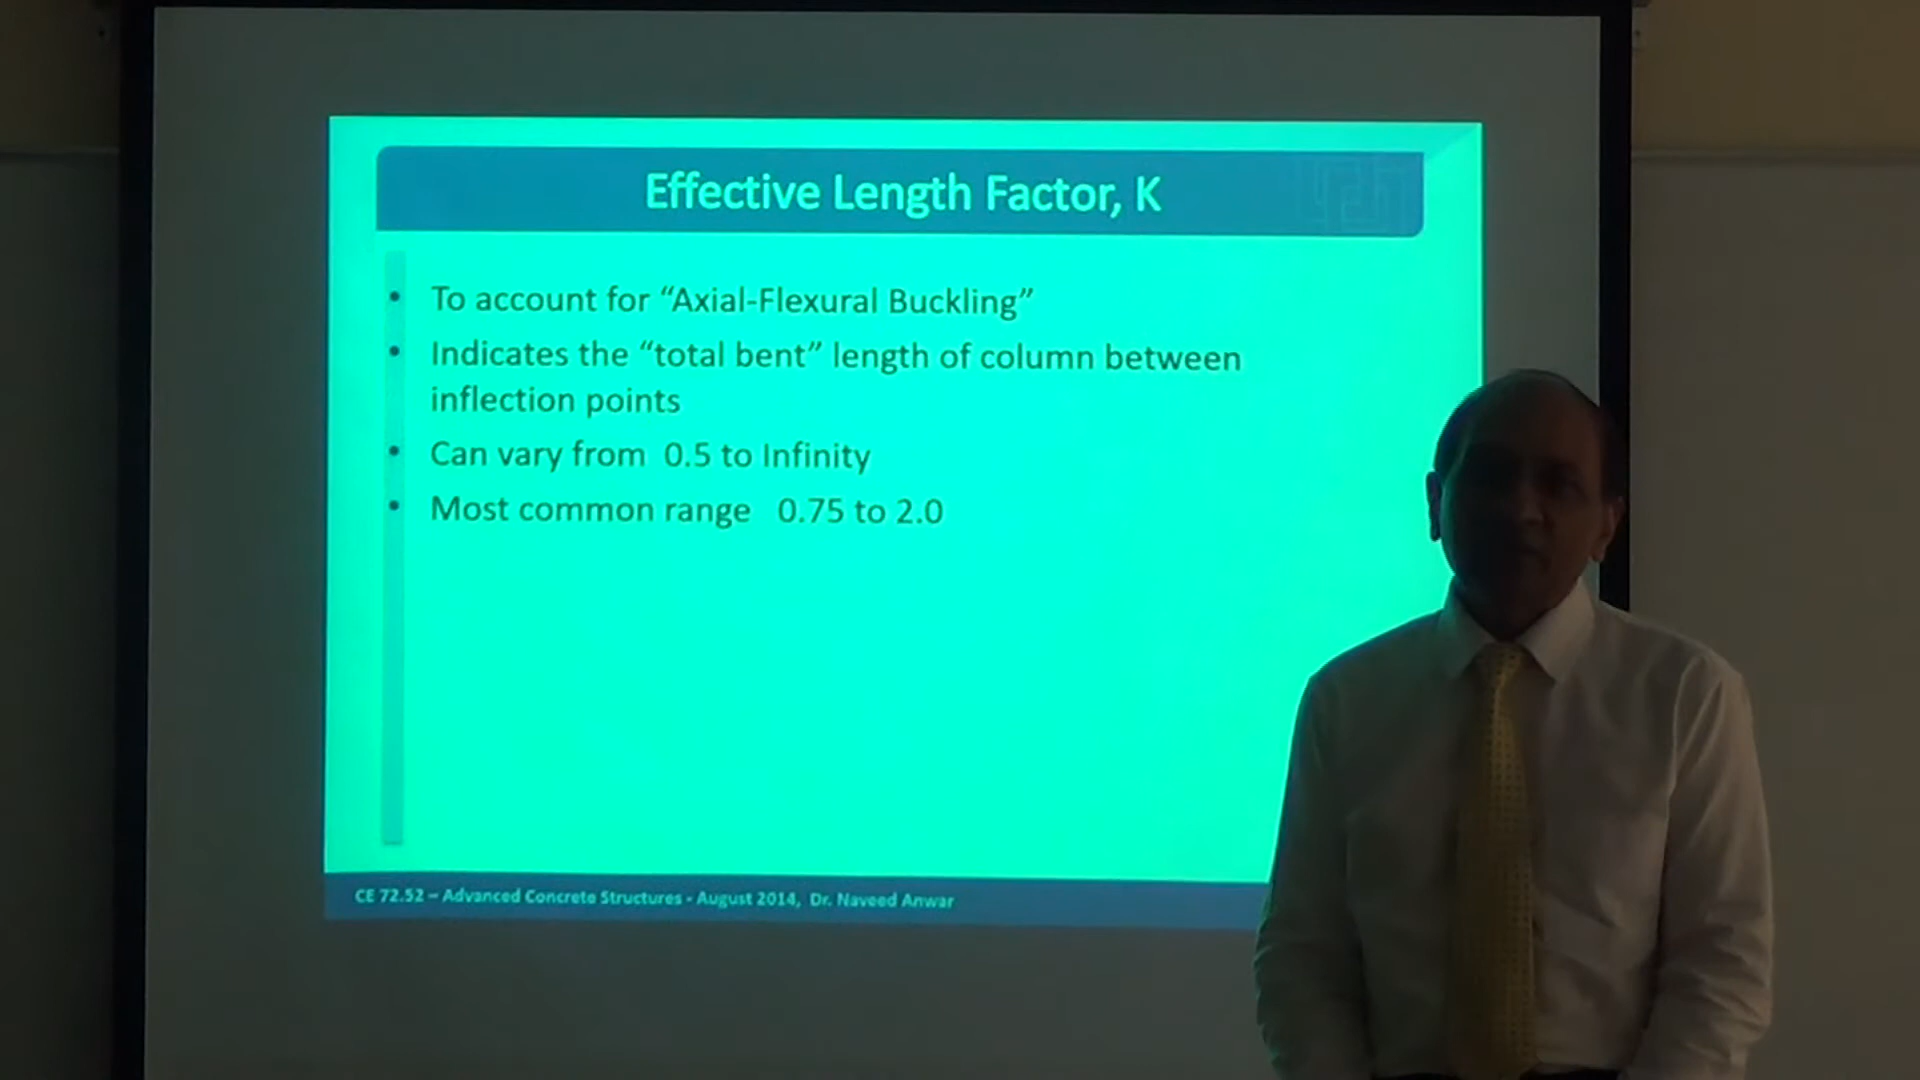 Effective Length Factor, K
• To account for “Axial-Flexural Buckling”
• Indicates the “total bent” length of column between
inflection points
• Can vary from 0.5 to Infinity
• Most common range 0.75 to 2.0
CE 72.52 – Advanced Concrete Structures - August 2014, Dr. Naveed Anwar